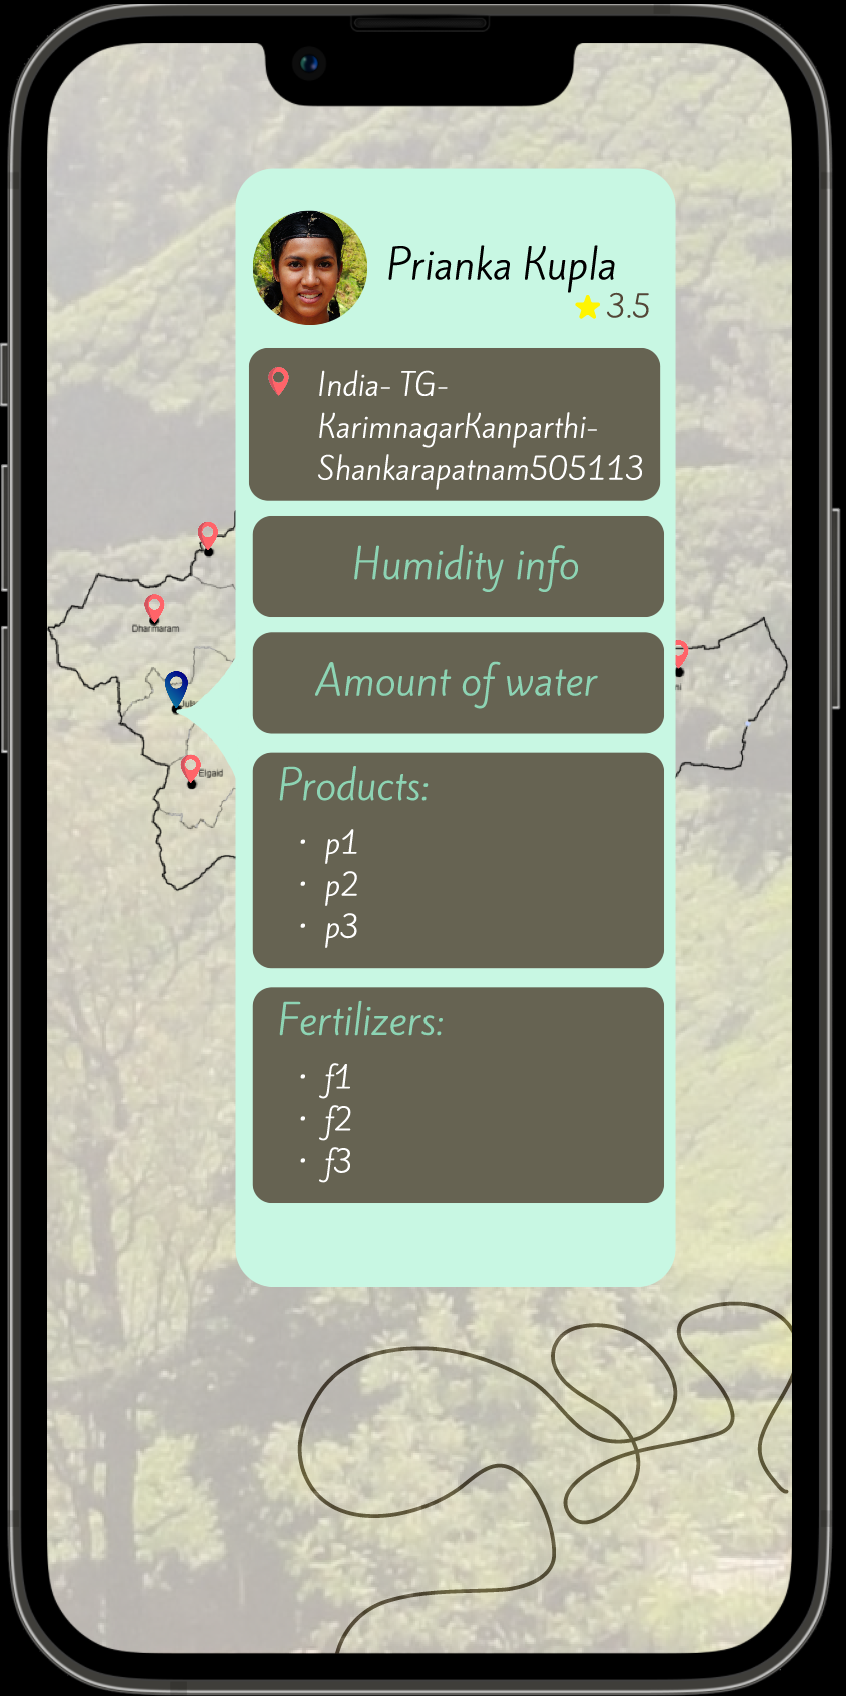 Prianka Kupla
3.5
India- TG-
KarimnagarKanparthi-
Shankarapatnam505113
Humidity info
Dharmaram
Amount of water
Elgaid
Products:
• p1
• p2
• p3
Fertilizers:
• f1
• f2
• f3